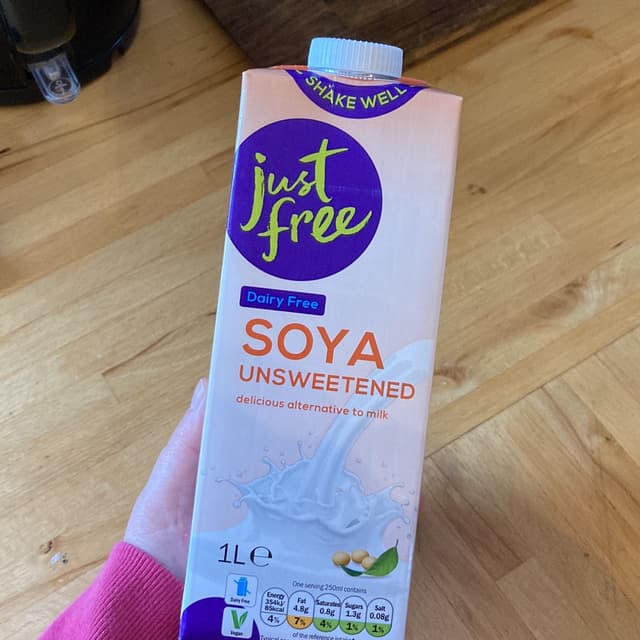 SHAKE WELL
just
free
Dairy Free
SOYA
UNSWEETENED
delicious alternative to milk
1L℮
One serving 250ml contains
Energy 354kJ 85kcal 4%
Fat 4.8g 7%
Saturates 0.8g 4%
Sugars 1.3g 1%
Salt 0.08g 1%
of the reference
Dairy Free
Vegan